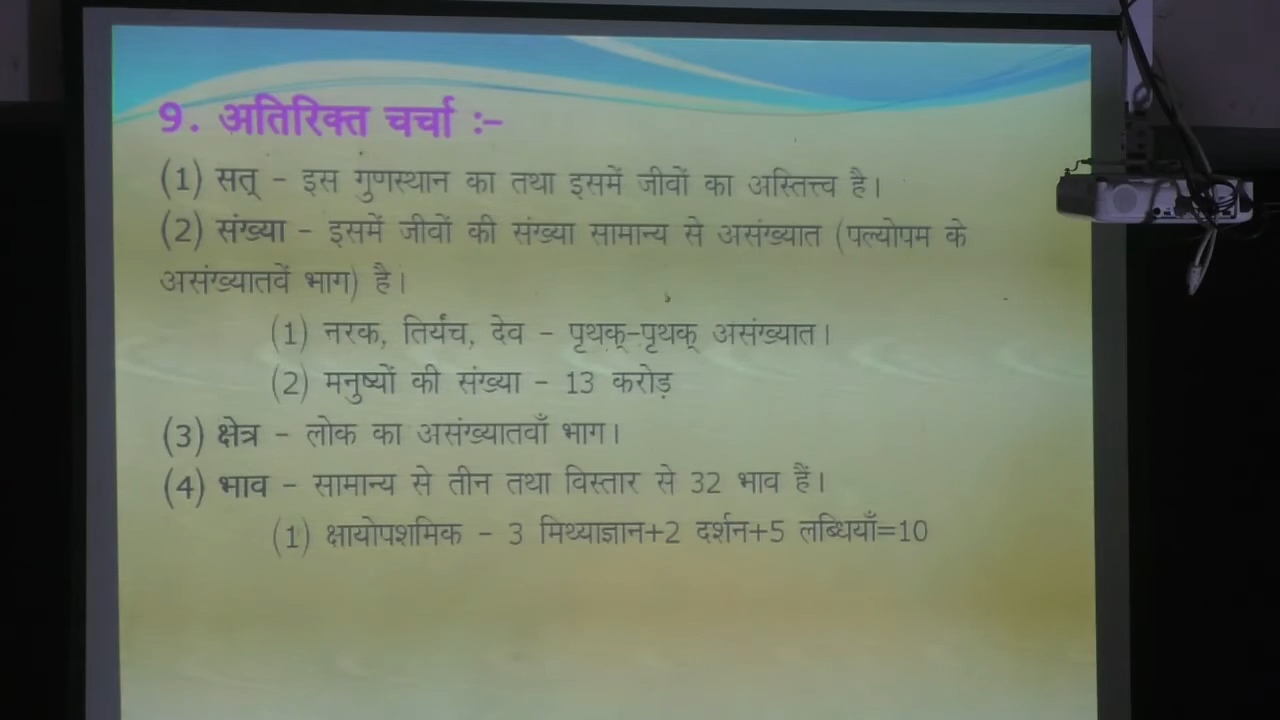 9. अतिरिक्त चर्चा :-
(1) सत् - इस गुणस्थान का तथा इसमें जीवों का अस्तित्त्व है।
(2) संख्या - इसमें जीवों की संख्या सामान्य से असंख्यात (पल्योपम के
असंख्यातवें भाग) है।
(1) नरक, तिर्यंच, देव - पृथक्-पृथक् असंख्यात।
(2) मनुष्यों की संख्या - 13 करोड़
(3) क्षेत्र - लोक का असंख्यातवाँ भाग।
(4) भाव - सामान्य से तीन तथा विस्तार से 32 भाव हैं।
(1) क्षायोपशमिक - 3 मिथ्याज्ञान+2 दर्शन+5 लब्धियाँ=10